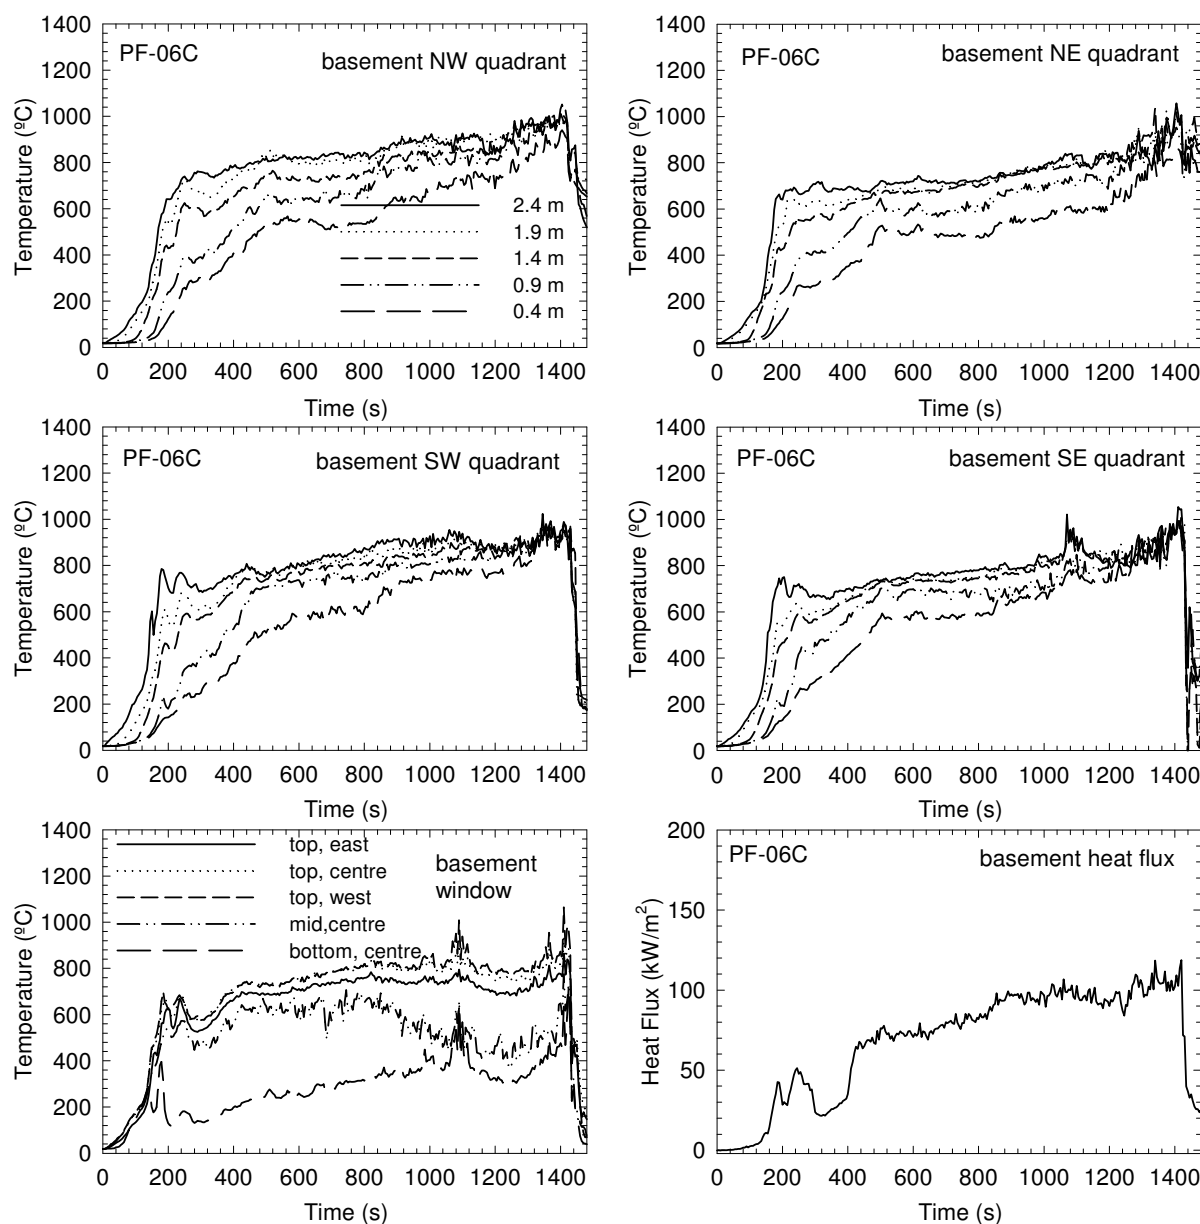 PF-06C
basement NW quadrant
Temperature (ºC)
1400
1200
1000
800
600
400
200
0
2.4 m
1.9 m
1.4 m
0.9 m
0.4 m
0 200 400 600 800 1000 1200 1400
Time (s)
PF-06C
basement NE quadrant
Temperature (ºC)
1400
1200
1000
800
600
400
200
0
0 200 400 600 800 1000 1200 1400
Time (s)
PF-06C
basement SW quadrant
Temperature (ºC)
1400
1200
1000
800
600
400
200
0
0 200 400 600 800 1000 1200 1400
Time (s)
PF-06C
basement SE quadrant
Temperature (ºC)
1400
1200
1000
800
600
400
200
0
0 200 400 600 800 1000 1200 1400
Time (s)
top, east
top, centre
top, west
mid,centre
bottom, centre
basement
window
Temperature (ºC)
1400
1200
1000
800
600
400
200
0
0 200 400 600 800 1000 1200 1400
Time (s)
PF-06C
basement heat flux
Heat Flux (kW/m²)
200
150
100
50
0
0 200 400 600 800 1000 1200 1400
Time (s)